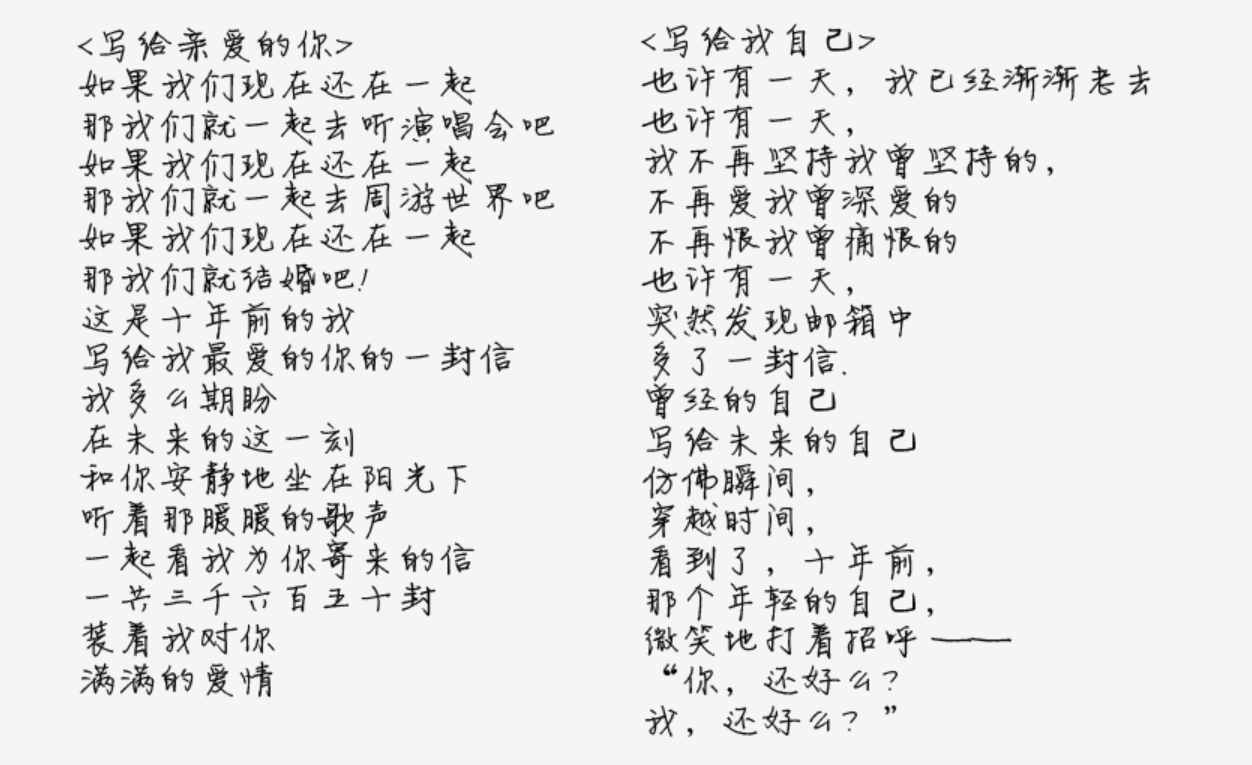 <写给亲爱的你>
如果我们现在还在一起
那我们就一起去听演唱会吧
如果我们现在还在一起
那我们就一起去周游世界吧
如果我们现在还在一起
那我们就结婚吧!
这是十年前的我
写给我最爱的你的一封信
我多么期盼
在未来的这一刻
和你安静地坐在阳光下
听着那暖暖的歌声
一起看我为你寄来的信
一共三千六百五十封
装着我对你
满满的爱情
<写给我自己>
也许有一天，我已经渐渐老去
也许有一天，
我不再坚持我曾坚持的，
不再爱我曾深爱的
不再恨我曾痛恨的
也许有一天，
突然发现邮箱中
多了一封信.
曾经的自己
写给未来的自己
仿佛瞬间，
穿越时间，
看到了，十年前，
那个年轻的自己，
微笑地打着招呼——
“你，还好么?
我，还好么?”